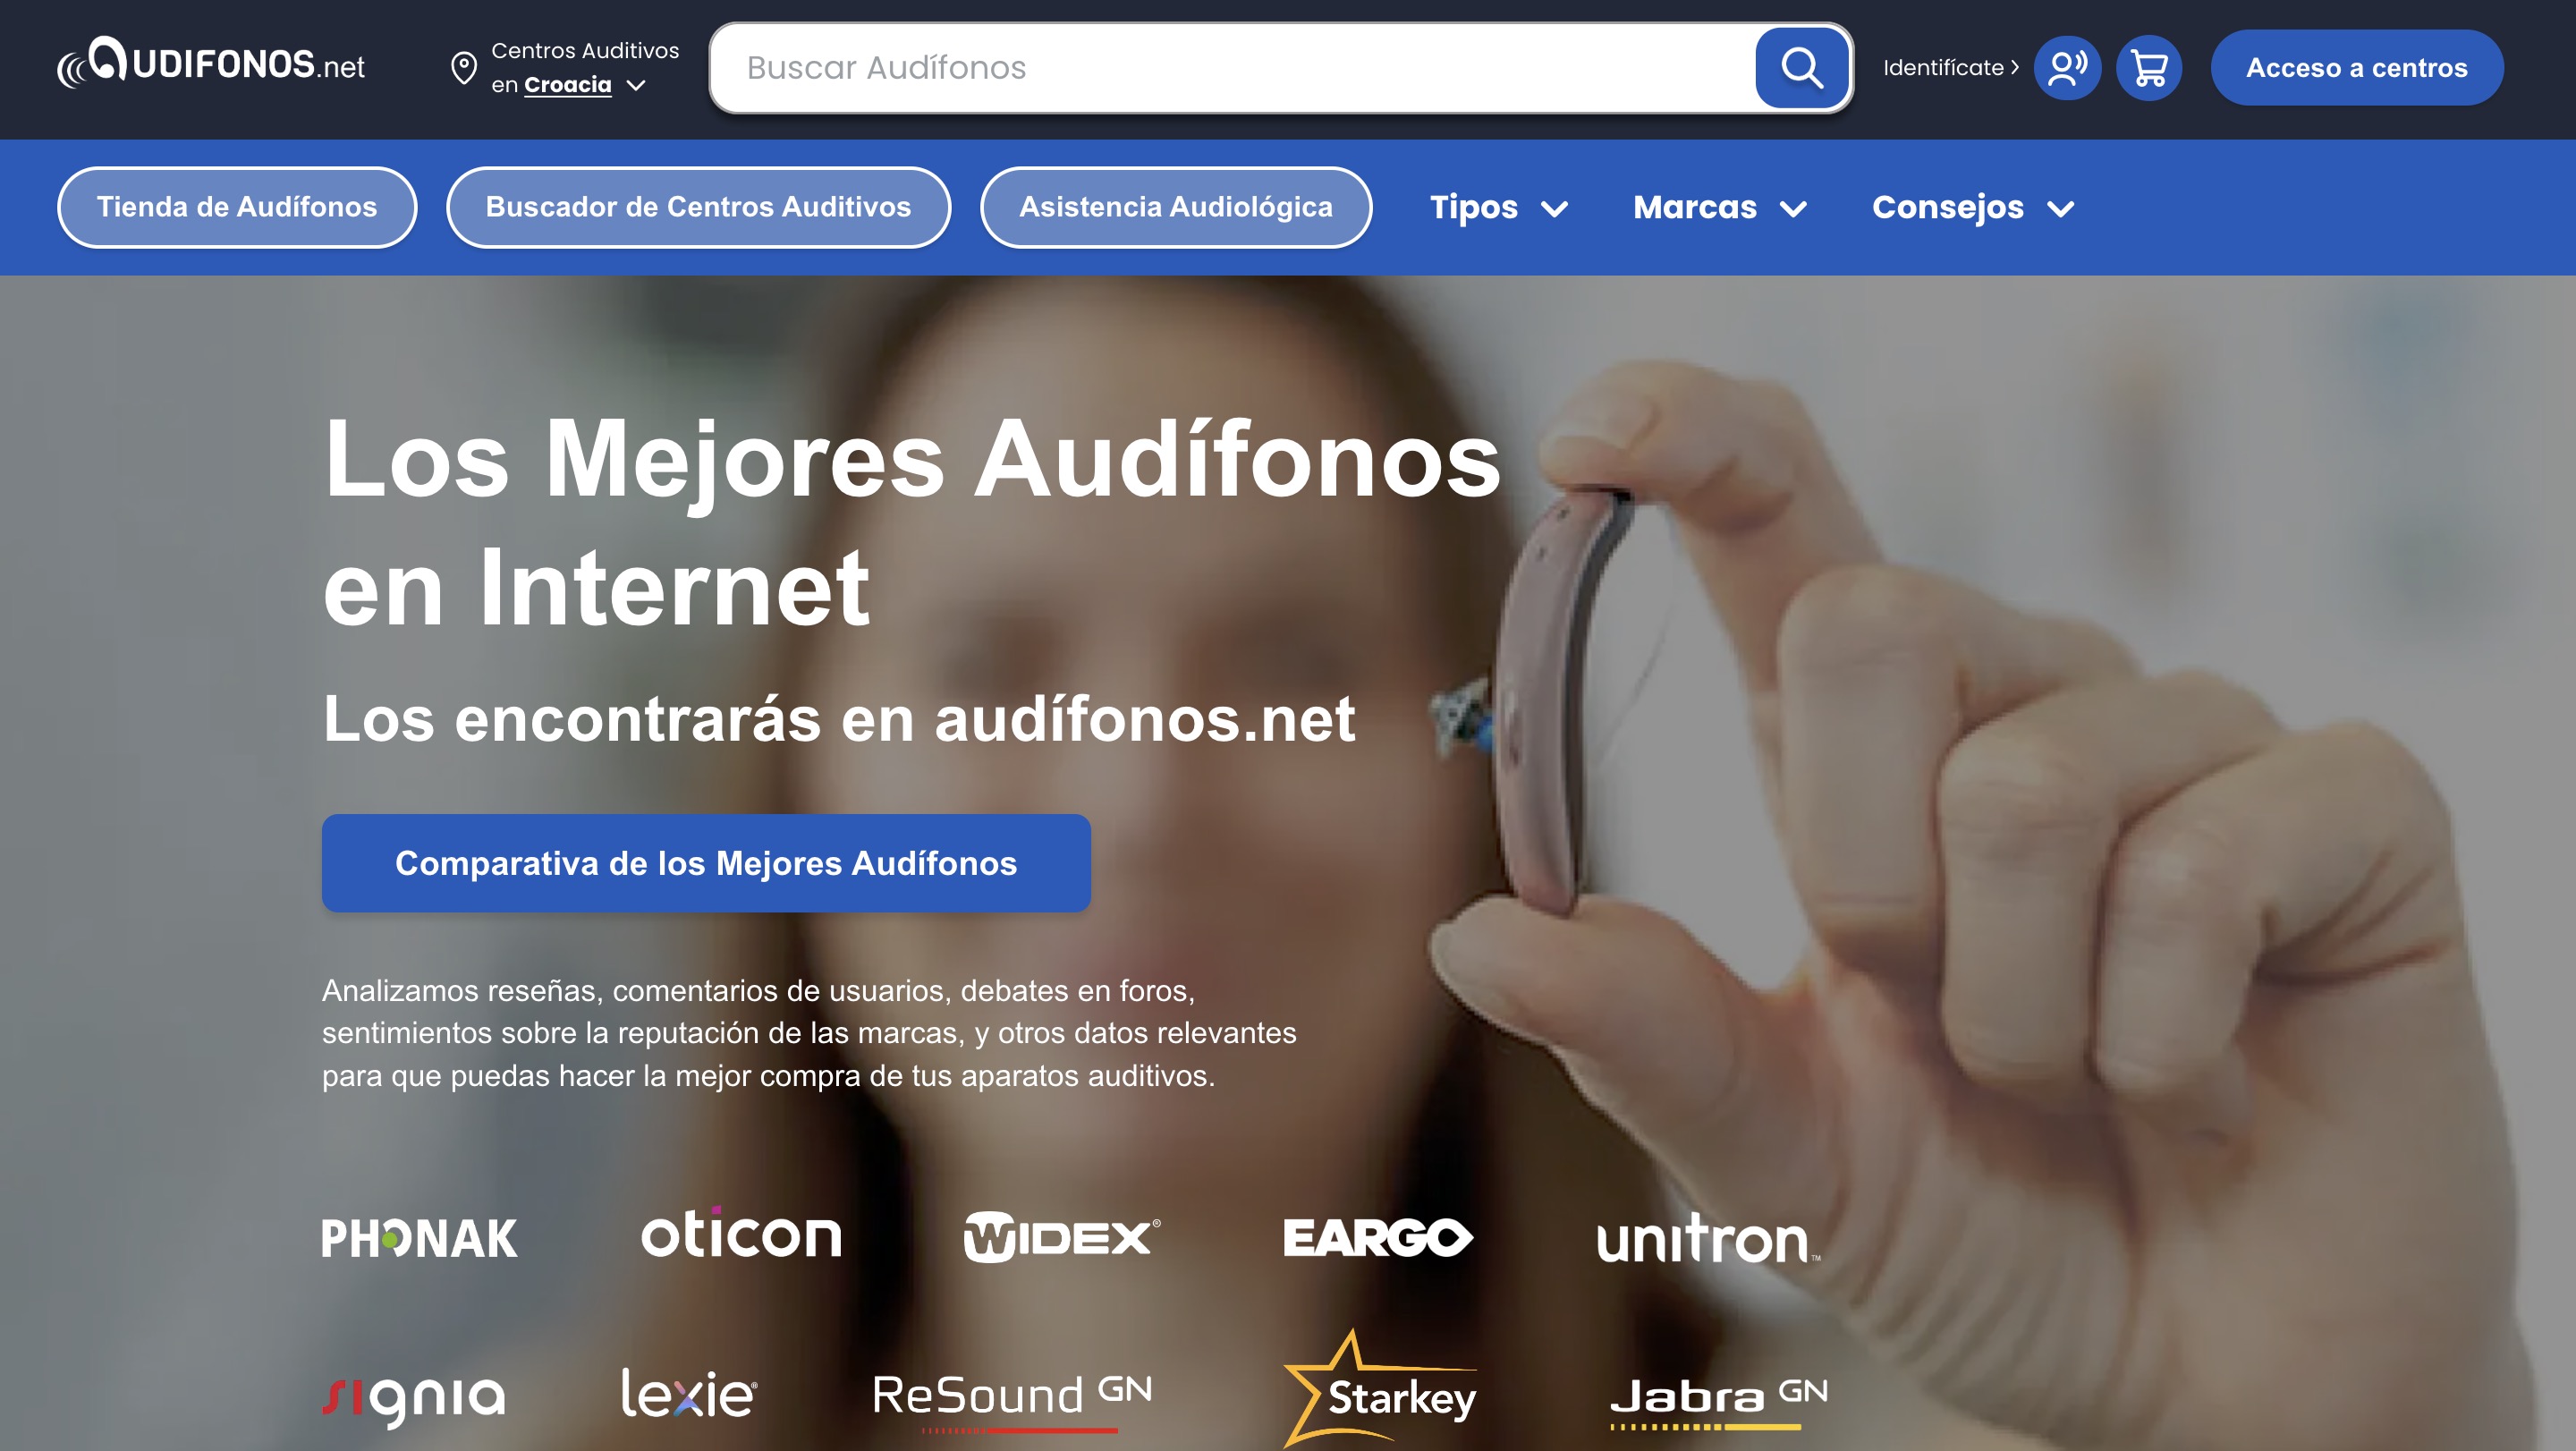 AUDIFONOS.net
Centros Auditivos
en Croacia
Buscar Audífonos
Identifícate
Acceso a centros
Tienda de Audífonos
Buscador de Centros Auditivos
Asistencia Audiológica
Tipos
Marcas
Consejos
Los Mejores Audífonos
en Internet
Los encontrarás en audífonos.net
Comparativa de los Mejores Audífonos
Analizamos reseñas, comentarios de usuarios, debates en foros,
sentimientos sobre la reputación de las marcas, y otros datos relevantes
para que puedas hacer la mejor compra de tus aparatos auditivos.
PHONAK
oticon
WIDEX®
EARGO
unitron™
signia
lexie®
ReSound GN
Starkey
Jabra GN